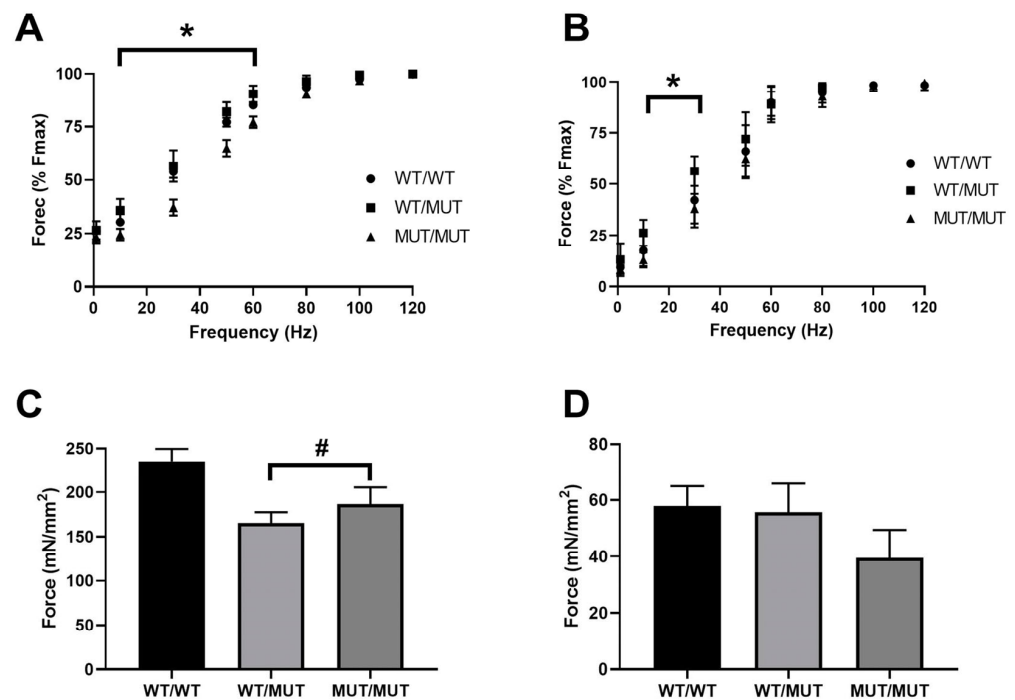 A
*
Forec (% Fmax)
100
75
50
25
0
0
20
40
60
80
100
120
Frequency (Hz)
WT/WT
WT/MUT
MUT/MUT
B
*
Force (% Fmax)
100
75
50
25
0
0
20
40
60
80
100
120
Frequency (Hz)
WT/WT
WT/MUT
MUT/MUT
C
#
Force (mN/mm²)
250
200
150
100
50
0
WT/WT
WT/MUT
MUT/MUT
D
Force (mN/mm²)
80
60
40
20
0
WT/WT
WT/MUT
MUT/MUT